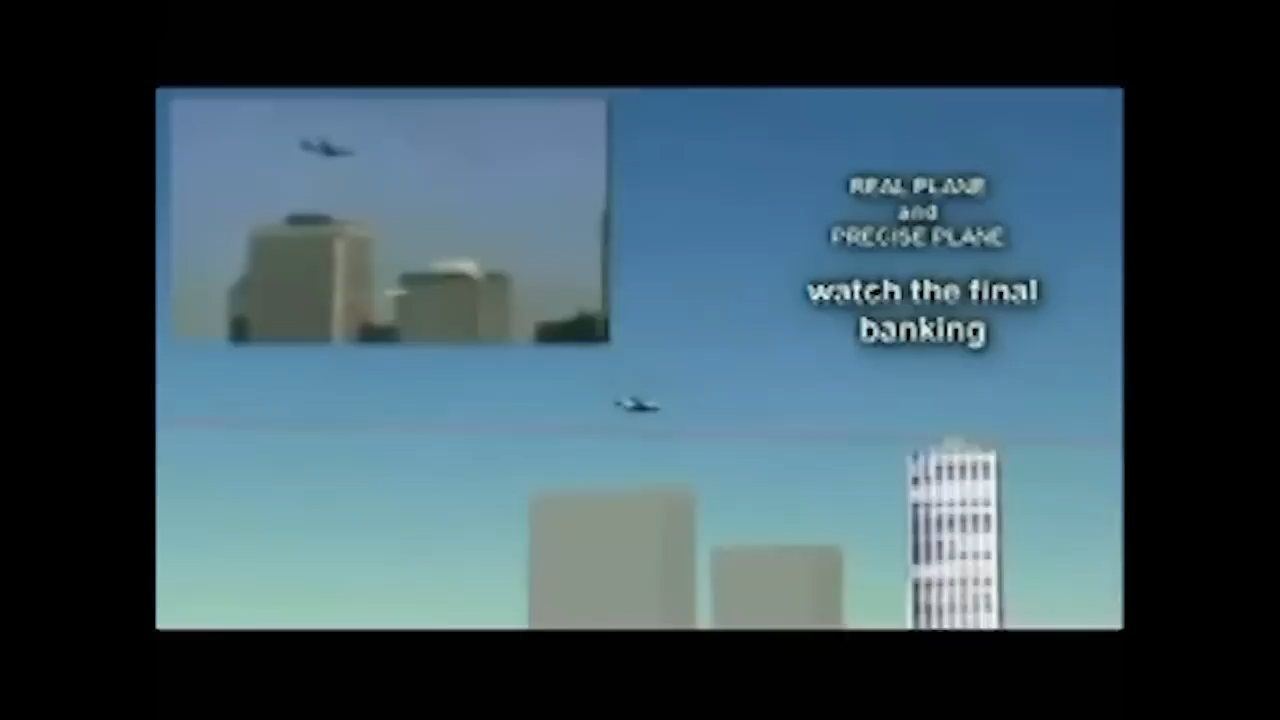 REAL PLANE
and
PRECISE PLANE
watch the final
banking